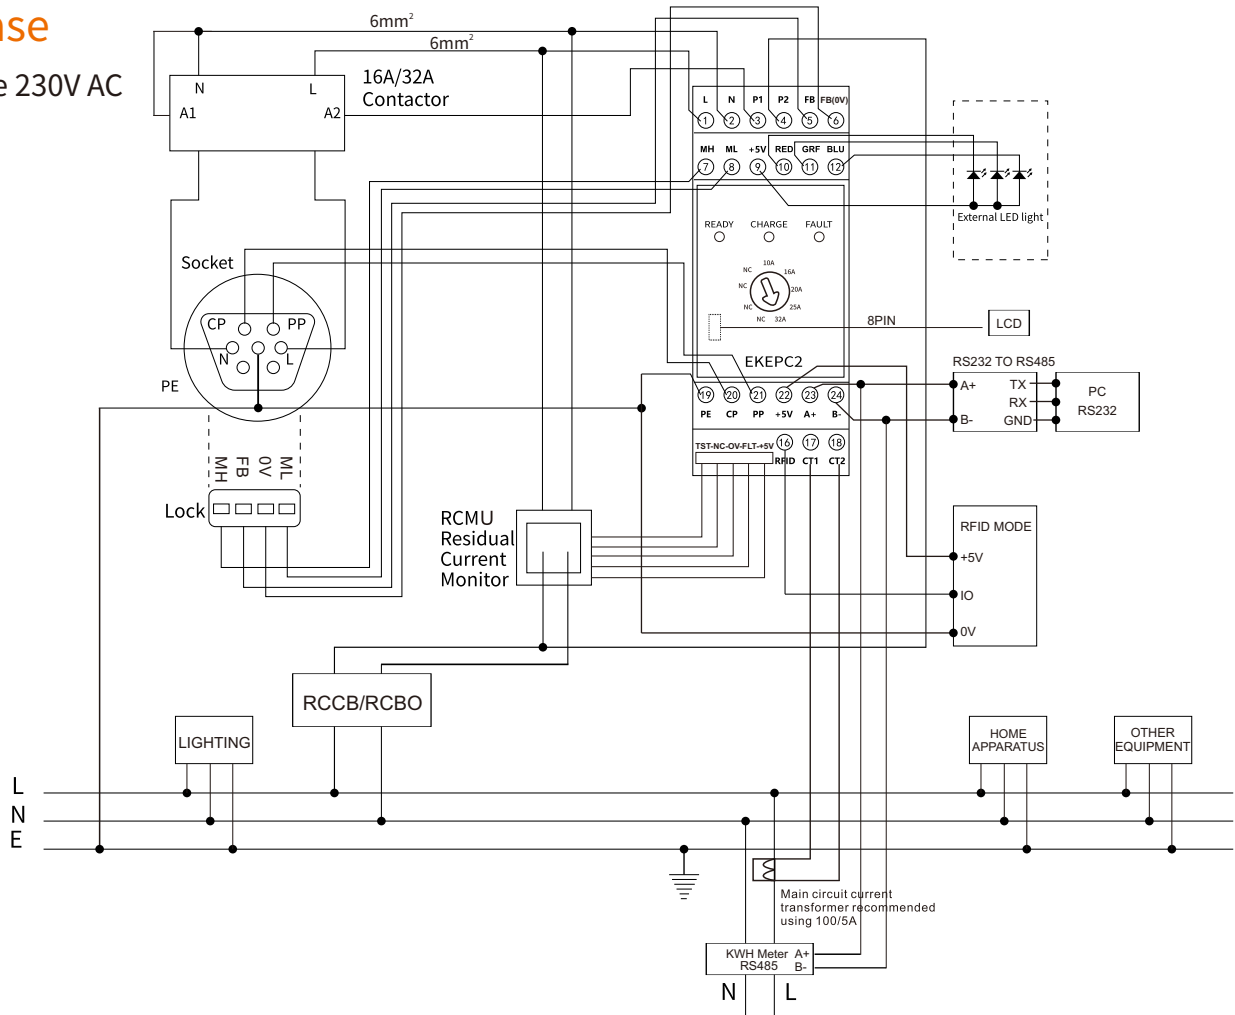 ase
e 230V AC
6mm²
6mm²
16A/32A
Contactor
N
L
A1
A2
L
N
P1
P2
FB
FB(0V)
1
2
3
4
5
6
MH
ML
+5V
RED
GRF
BLU
7
8
9
10
11
12
External LED light
READY
CHARGE
FAULT
10A
NC
16A
NC
20A
NC
25A
NC
32A
8PIN
LCD
EKEPC2
Socket
CP
PP
N
L
PE
RS232 TO RS485
A+
TX
RX
B-
GND
PC
RS232
19
20
21
22
23
24
PE
CP
PP
+5V
A+
B-
TST-NC-OV-FLT-+5V
16
17
18
RFID
CT1
CT2
MH
FB
0V
ML
Lock
RCMU
Residual
Current
Monitor
RFID MODE
+5V
IO
0V
RCCB/RCBO
LIGHTING
HOME
APPARATUS
OTHER
EQUIPMENT
L
N
E
Main circuit current
transformer recommended
using 100/5A
KWH Meter
RS485
A+
B-
N
L